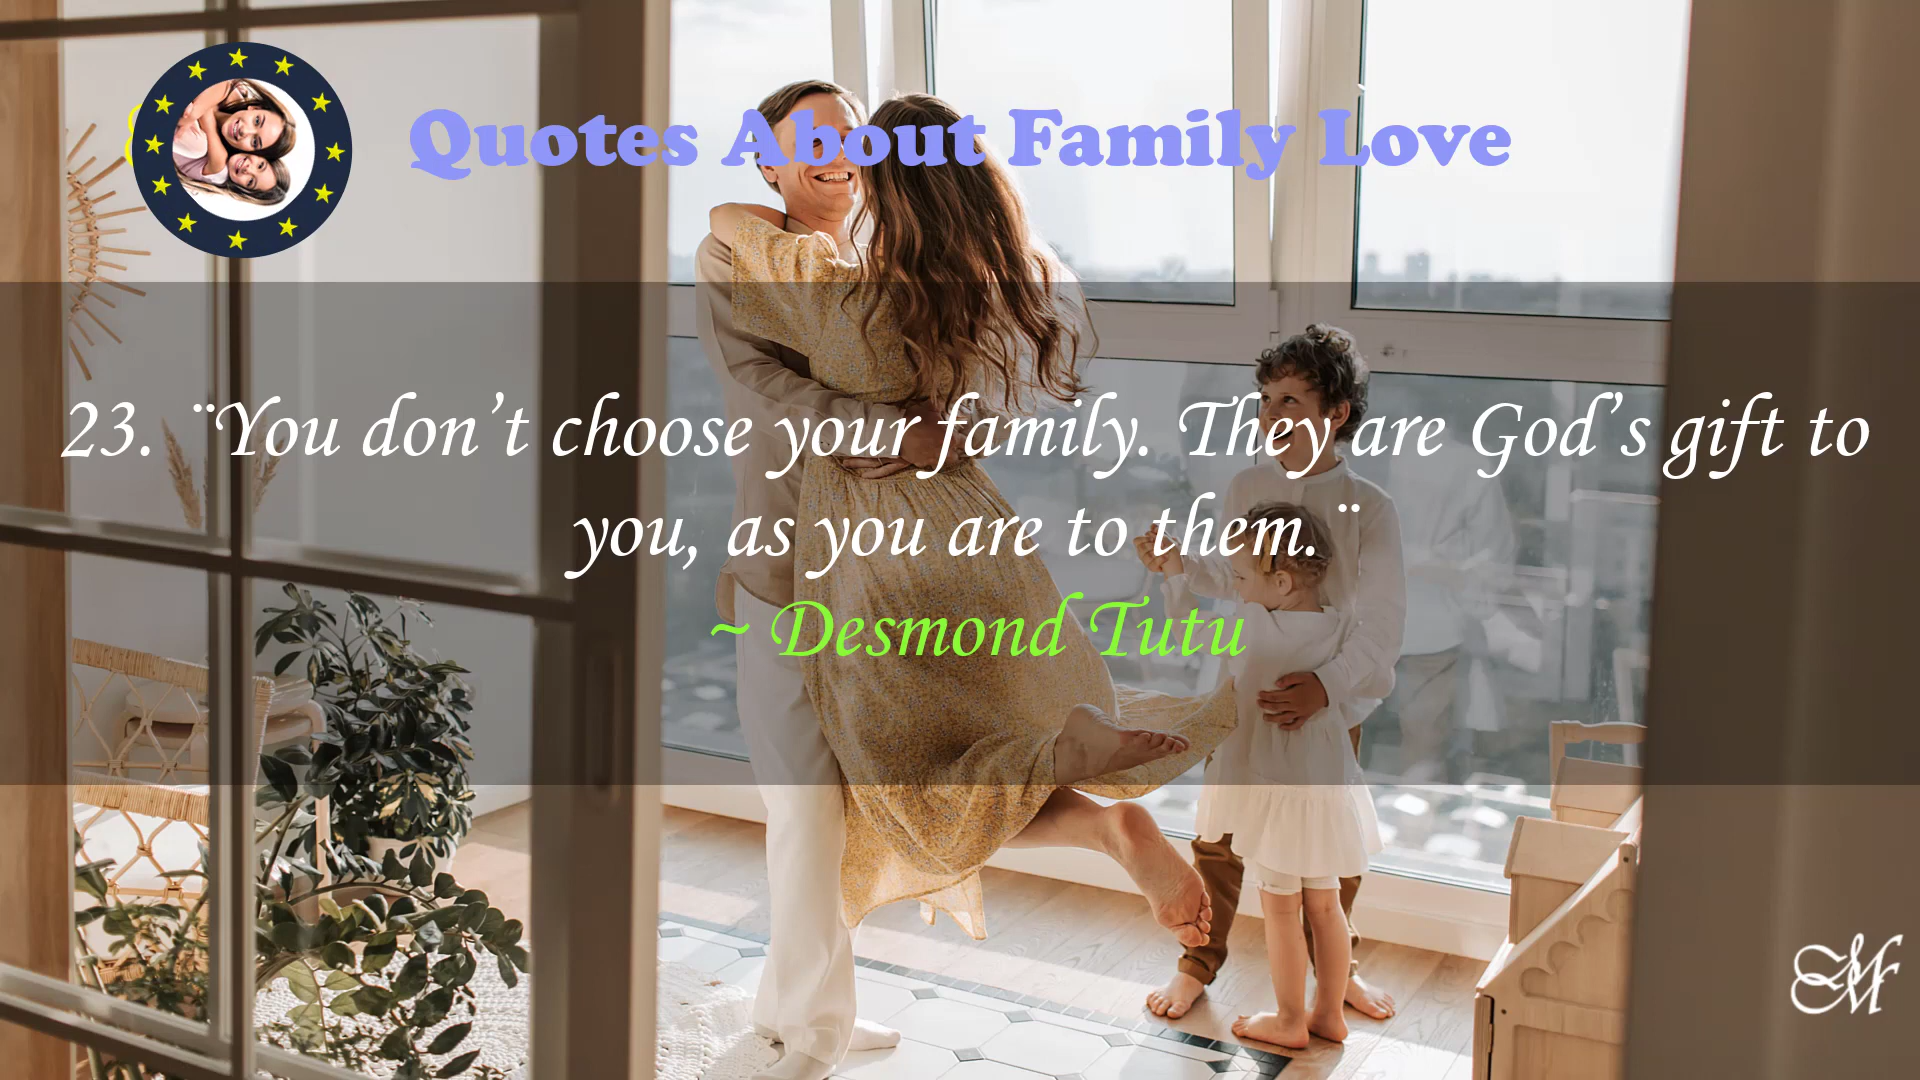 Quotes About Family Love
23. ¨You don’t choose your family. They are God’s gift to
you, as you are to them.¨
~ Desmond Tutu